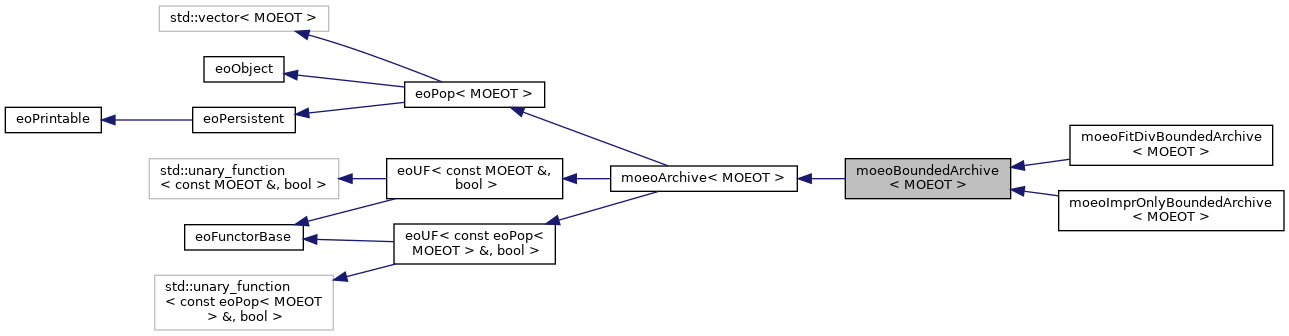 std::vector< MOEOT >
eoObject
eoPop< MOEOT >
eoPrintable
eoPersistent
moeoFitDivBoundedArchive
< MOEOT >
std::unary_function
< const MOEOT &, bool >
eoUF< const MOEOT &,
bool >
moeoArchive< MOEOT >
moeoBoundedArchive
< MOEOT >
moeoImprOnlyBoundedArchive
< MOEOT >
eoFunctorBase
eoUF< const eoPop<
MOEOT > &, bool >
std::unary_function
< const eoPop< MOEOT
> &, bool >